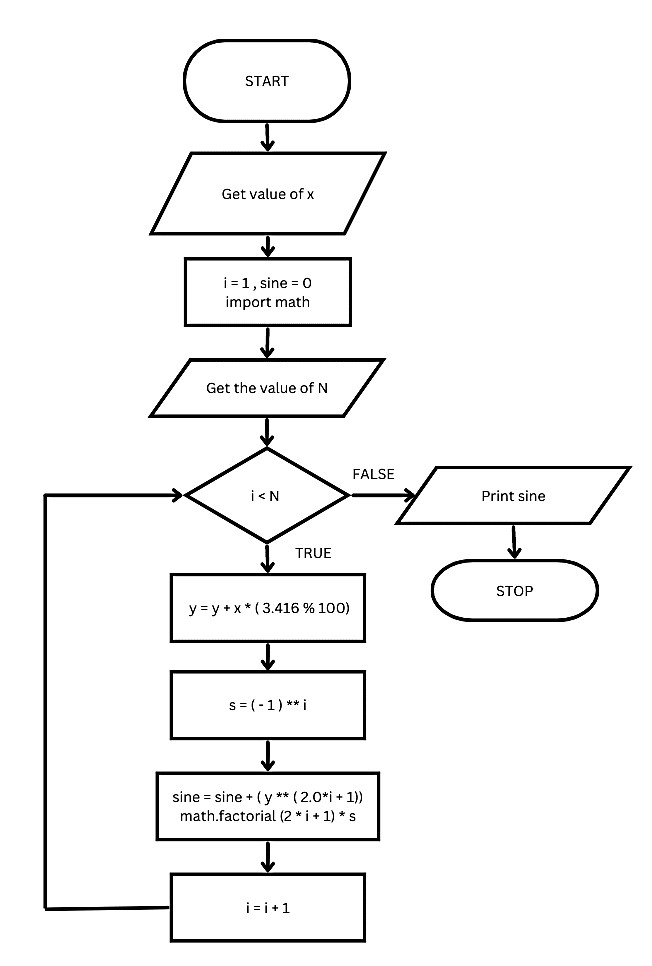 START
Get value of x
i = 1 , sine = 0
import math
Get the value of N
i < N
FALSE
Print sine
TRUE
STOP
y = y + x * ( 3.416 % 100)
s = ( - 1 ) ** i
sine = sine + ( y ** ( 2.0*i + 1))
math.factorial (2 * i + 1) * s
i = i + 1